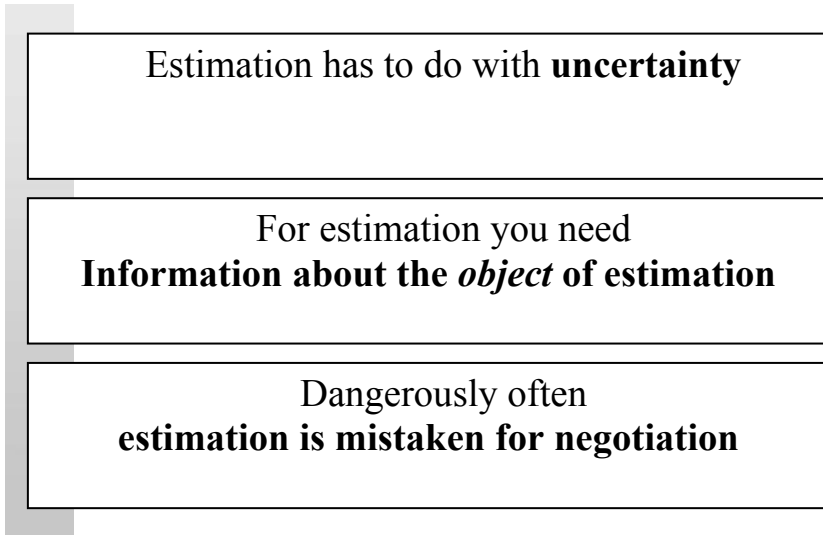 Estimation has to do with uncertainty
For estimation you need
Information about the object of estimation
Dangerously often
estimation is mistaken for negotiation